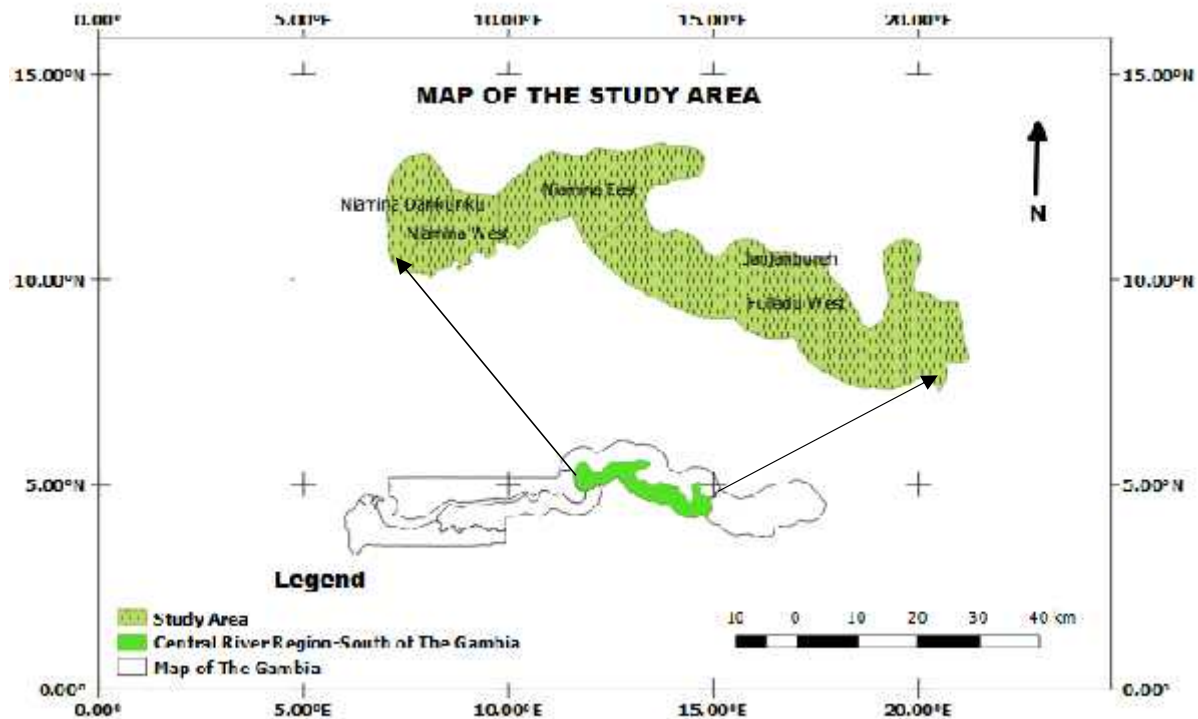 0.00° 5.00°E 10.00°E 15.00°E 20.00°E
15.00°N 15.00°N
MAP OF THE STUDY AREA
N
Niamina East
Niamina Dankunku
Niamina West
Janjanbureh
10.00°N 10.00°N
Fulladu West
5.00°N 5.00°N
Legend
Study Area
10 0 10 20 30 40 km
Central River Region-South of The Gambia
Map of The Gambia
0.00° 0.00°
0.00° 5.00°E 10.00°E 15.00°E 20.00°E